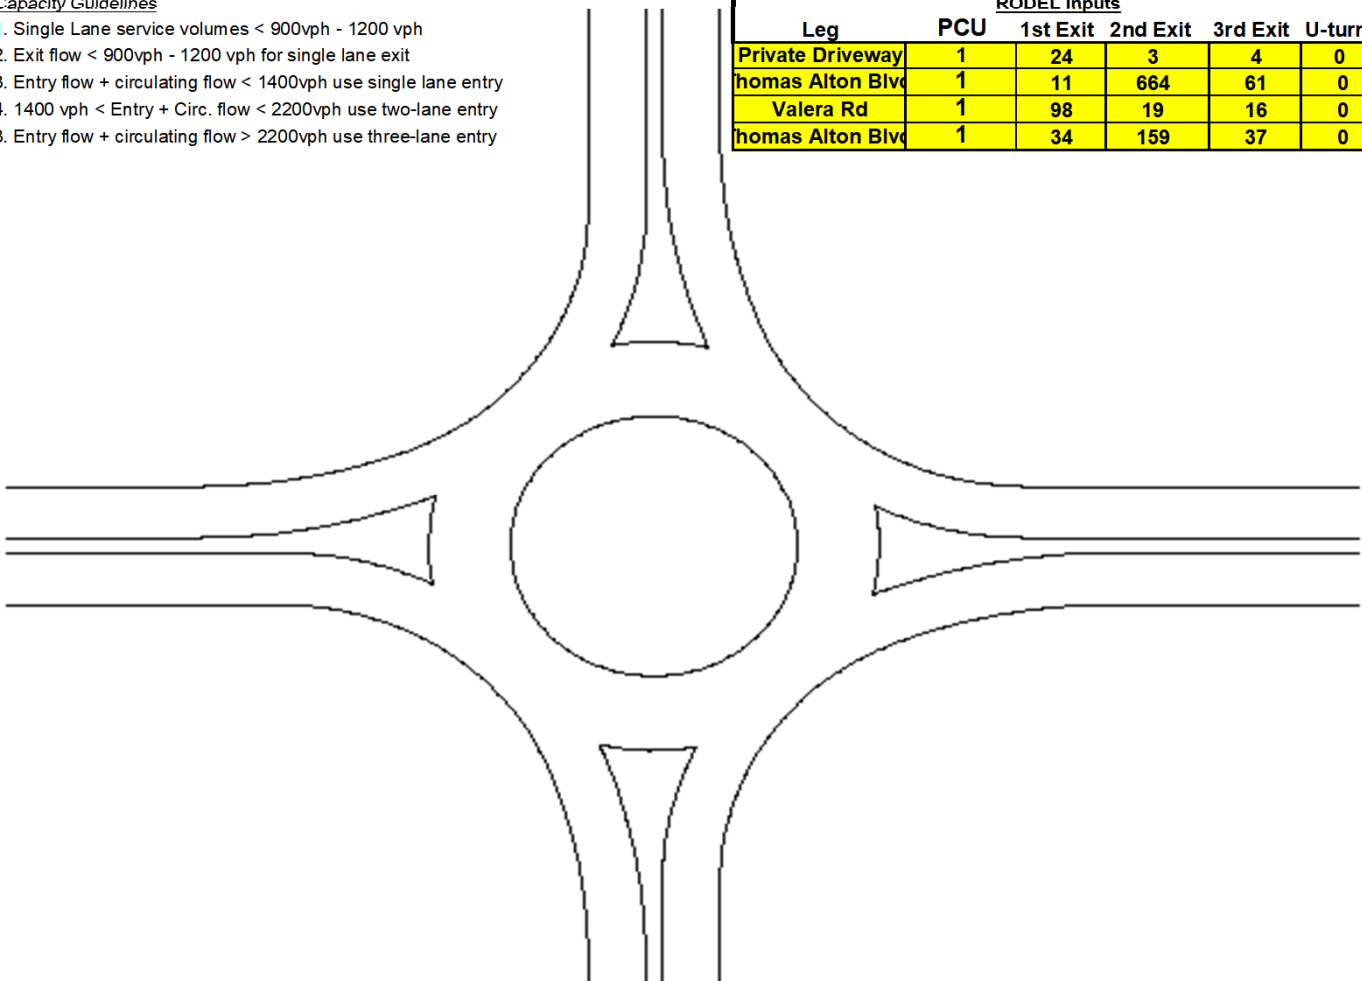 Capacity Guidelines
. Single Lane service volumes < 900vph - 1200 vph
2. Exit flow < 900vph - 1200 vph for single lane exit
3. Entry flow + circulating flow < 1400vph use single lane entry
4. 1400 vph < Entry + Circ. flow < 2200vph use two-lane entry
3. Entry flow + circulating flow > 2200vph use three-lane entry
RODEL Inputs
Leg PCU 1st Exit 2nd Exit 3rd Exit U-turn
Private Driveway 1 24 3 4 0
homas Alton Blvd 1 11 664 61 0
Valera Rd 1 98 19 16 0
homas Alton Blvd 1 34 159 37 0